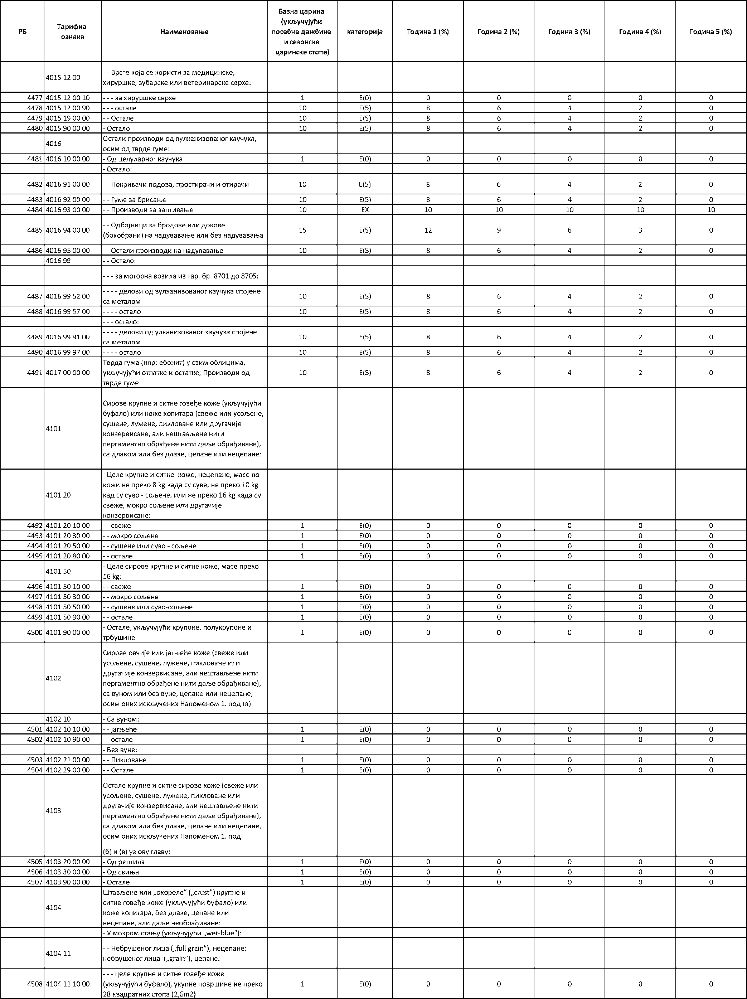 РБ Тарифна ознака Наименовање Базна царина (укључујући посебне дажбине и сезонске царинске стопе) категорија Година 1 (%) Година 2 (%) Година 3 (%) Година 4 (%) Година 5 (%)
4015 12 00 - - Врсте која се користи за медицинске,
хируршке, зубарске или ветеринарске сврхе:
4477 4015 12 00 10 - - - за хируршке сврхе 1 E(0) 0 0 0 0 0
4478 4015 12 00 90 - - - остале 10 E(5) 8 6 4 2 0
4479 4015 19 00 00 - - Остале 10 E(5) 8 6 4 2 0
4480 4015 90 00 00 - Остало 10 E(5) 8 6 4 2 0
4016 Остали производи од вулканизованог каучука,
осим од тврде гуме:
4481 4016 10 00 00 - Од целуларног каучука 1 E(0) 0 0 0 0 0
- Остало:
4482 4016 91 00 00 - - Покривачи подова, простирачи и отирачи 10 E(5) 8 6 4 2 0
4483 4016 92 00 00 - - Гуме за брисање 10 E(5) 8 6 4 2 0
4484 4016 93 00 00 - - Производи за заптивање 10 EX 10 10 10 10 10
4485 4016 94 00 00 - - Одбојници за бродове или докове
(бокобрани) на надувавање или без надувавања 15 E(5) 12 9 6 3 0
4486 4016 95 00 00 - - Остали производи на надувавање 10 E(5) 8 6 4 2 0
4016 99 - - Остало:
- - - за моторна возила из тар. бр. 8701 до 8705:
4487 4016 99 52 00 - - - - делови од вулканизованог каучука спојене
са металом 10 E(5) 8 6 4 2 0
4488 4016 99 57 00 - - - - остало 10 E(5) 8 6 4 2 0
- - - остало:
4489 4016 99 91 00 - - - - делови од улканизованог каучука спојене
са металом 10 E(5) 8 6 4 2 0
4490 4016 99 97 00 - - - - остало 10 E(5) 8 6 4 2 0
4491 4017 00 00 00 Тврда гума (нпр: ебонит) у свим облицима,
укључујући отпатке и остатке; Производи од
тврде гуме 10 E(5) 8 6 4 2 0
4101 Сирове крупне и ситне говеђе коже (укључујући
буфало) или коже копитара (свеже или усољене,
сушене, лужене, пикловане или другачије
конзервисане, али нештављене нити
пергаментно обрађене нити даље обрађиване),
са длаком или без длаке, цепане или нецепане:
4101 20 - Целе крупне и ситне  коже, нецепане, масе по
кожи не преко 8 kg када су суве, не преко 10 kg
кад су суво - сољене, или не преко 16 kg када су
свеже, мокро сољене или другачије
конзервисане:
4492 4101 20 10 00 - - свеже 1 E(0) 0 0 0 0 0
4493 4101 20 30 00 - - мокро сољене 1 E(0) 0 0 0 0 0
4494 4101 20 50 00 - - сушене или суво - сољене 1 E(0) 0 0 0 0 0
4495 4101 20 80 00 - - остале 1 E(0) 0 0 0 0 0
4101 50 - Целе сирове крупне и ситне коже, масе преко
16 kg:
4496 4101 50 10 00 - - свеже 1 E(0) 0 0 0 0 0
4497 4101 50 30 00 - - мокро сољене 1 E(0) 0 0 0 0 0
4498 4101 50 50 00 - - сушене или суво-сољене 1 E(0) 0 0 0 0 0
4499 4101 50 90 00 - - остале 1 E(0) 0 0 0 0 0
4500 4101 90 00 00 - Остале, укључујући крупоне, полукрупоне и
трбушине 1 E(0) 0 0 0 0 0
4102 Сирове овчије или јагњеће коже (свеже или
усољене, сушене, лужене, пикловане или
другачије конзервисане, али нештављене нити
пергаментно обрађене нити даље обрађиване),
са вуном или без вуне, цепане или нецепане,
осим оних искључених Напоменом 1. под (в)
4102 10 - Са вуном:
4501 4102 10 10 00 - - јагњеће 1 E(0) 0 0 0 0 0
4502 4102 10 90 00 - - остале 1 E(0) 0 0 0 0 0
- Без вуне:
4503 4102 21 00 00 - - Пикловане 1 E(0) 0 0 0 0 0
4504 4102 29 00 00 - - Остале 1 E(0) 0 0 0 0 0
4103 Остале крупне и ситне сирове коже (свеже или
усољене, сушене, лужене, пикловане или
другачије конзервисане, али нештављене нити
пергаментно обрађене нити даље обрађиване),
са длаком или без длаке, цепане или нецепане,
осим оних искључених Напоменом 1. под
(б) и (в) уз ову главу:
4505 4103 20 00 00 - Од рептила 1 E(0) 0 0 0 0 0
4506 4103 30 00 00 - Од свиња 1 E(0) 0 0 0 0 0
4507 4103 90 00 00 - Остале 1 E(0) 0 0 0 0 0
4104 Штављене или „окореле” („crust”) крупне и
ситне говеђе коже (укључујући буфало) или
коже копитара, без длаке, цепане или
нецепане, али даље необрађиване:
- У мокром стању (укључујући „wet-blue”):
4104 11 - - Небрушеног лица („full grain”), нецепане;
небрушеног лица  („grain”), цепане:
4508 4104 11 10 00 - - - целе крупне и ситне говеђе коже
(укључујући буфало), укупне површине не преко
28 квадратних стопа (2,6m2) 1 E(0) 0 0 0 0 0